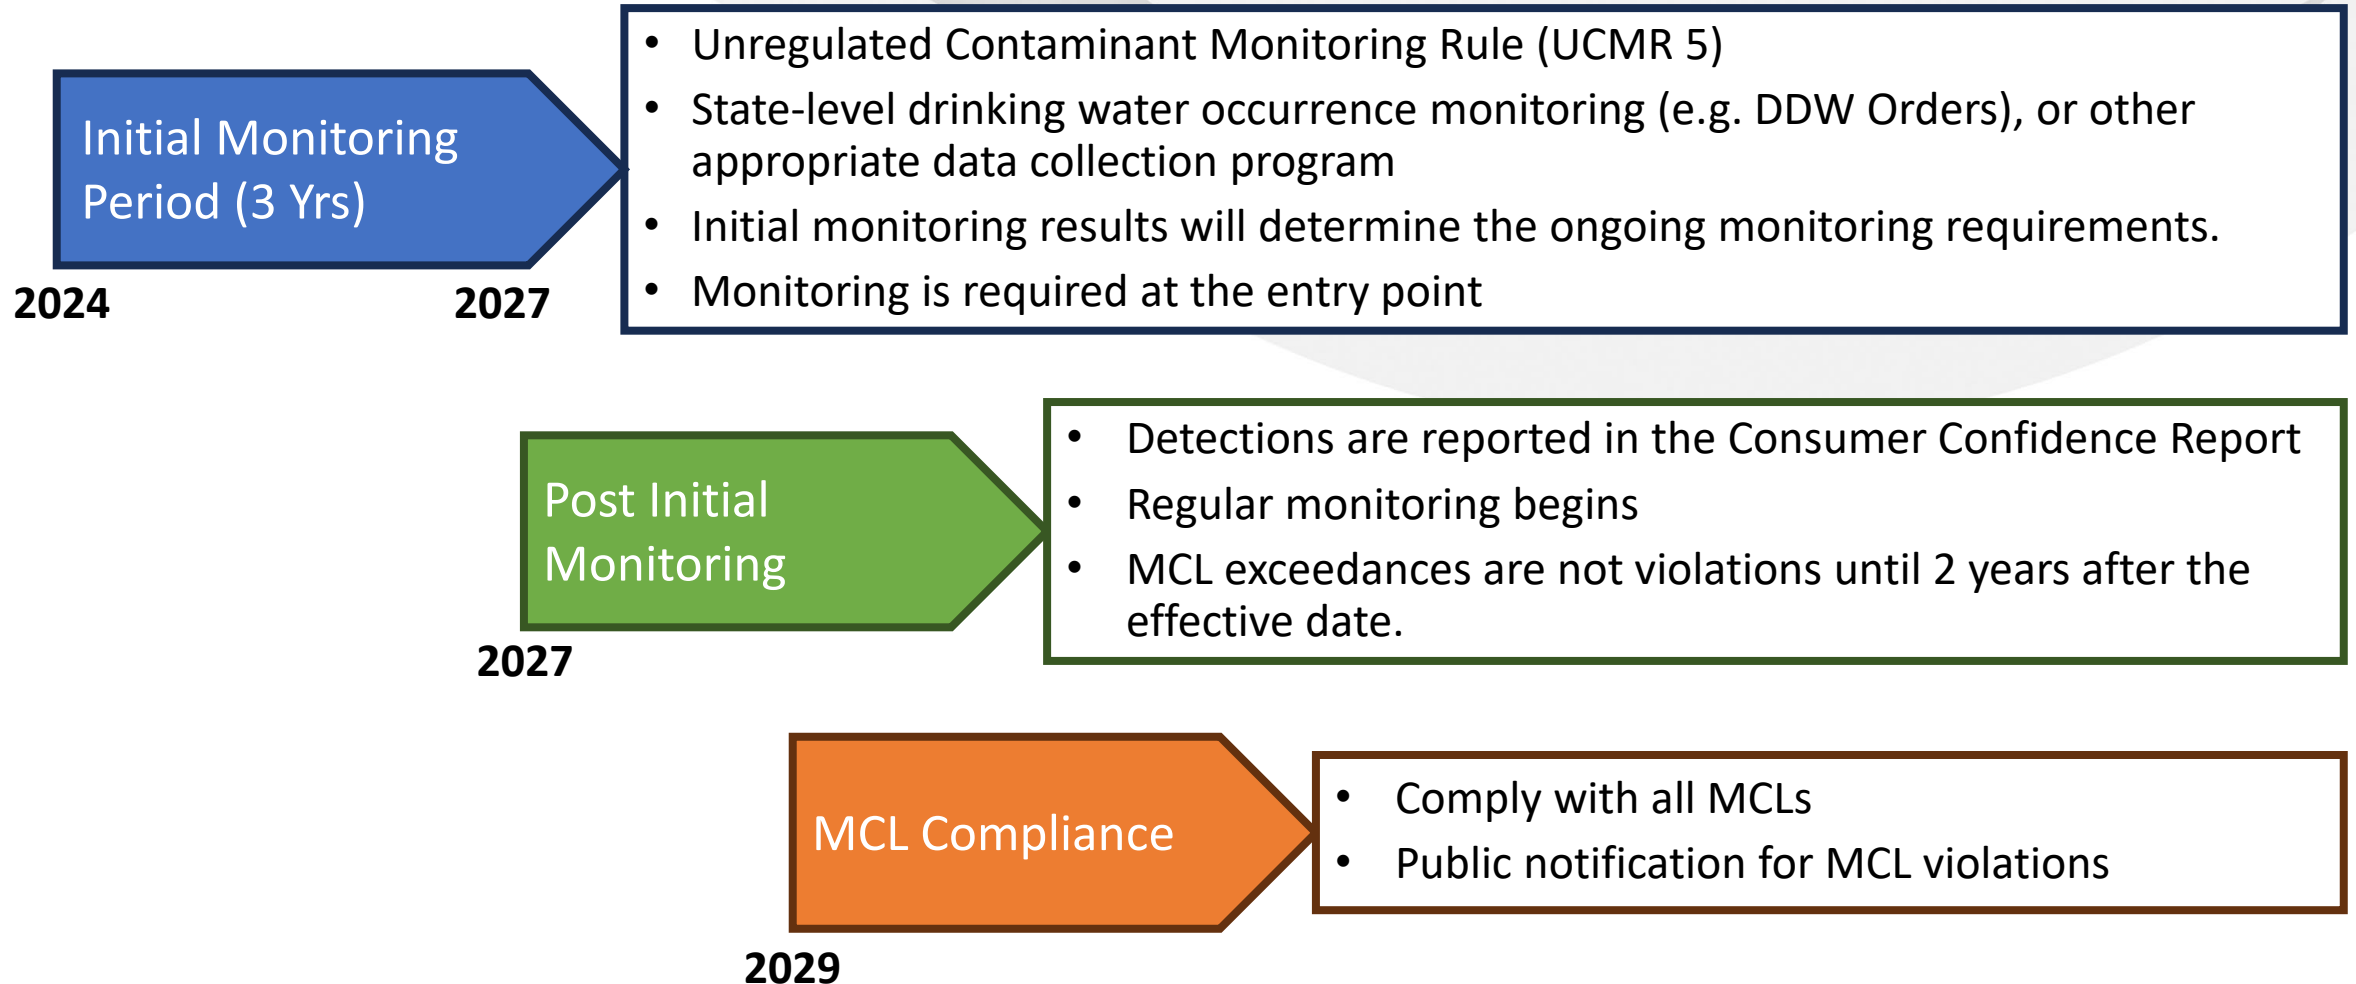 Initial Monitoring
Period (3 Yrs)
2024
2027
• Unregulated Contaminant Monitoring Rule (UCMR 5)
• State-level drinking water occurrence monitoring (e.g. DDW Orders), or other
appropriate data collection program
• Initial monitoring results will determine the ongoing monitoring requirements.
• Monitoring is required at the entry point
Post Initial
Monitoring
2027
• Detections are reported in the Consumer Confidence Report
• Regular monitoring begins
• MCL exceedances are not violations until 2 years after the
effective date.
MCL Compliance
2029
• Comply with all MCLs
• Public notification for MCL violations